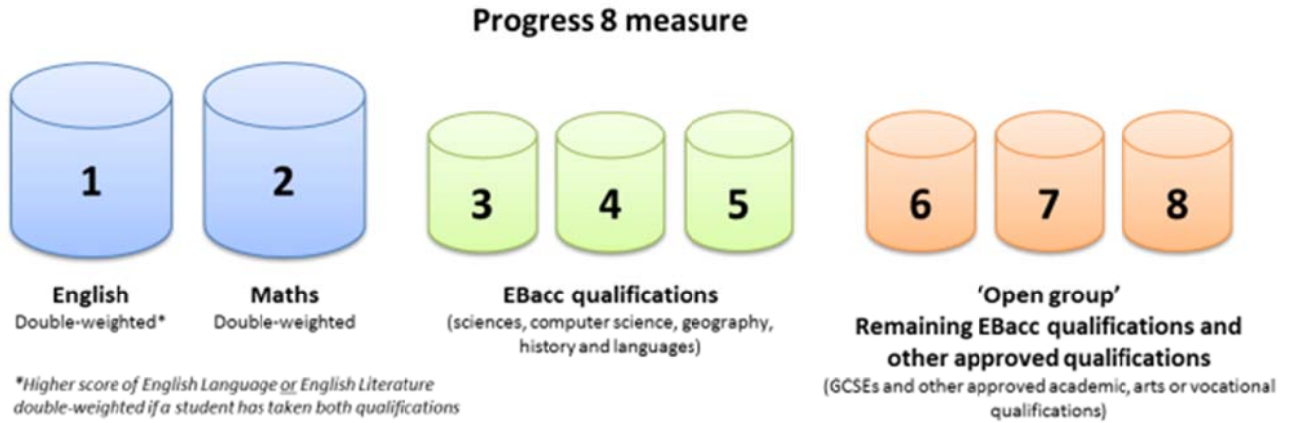 Progress 8 measure
1
2
3
4
5
6
7
8
English
Double-weighted*
Maths
Double-weighted
EBacc qualifications
(sciences, computer science, geography,
history and languages)
‘Open group’
Remaining EBacc qualifications and
other approved qualifications
(GCSEs and other approved academic, arts or vocational
qualifications)
*Higher score of English Language or English Literature
double-weighted if a student has taken both qualifications